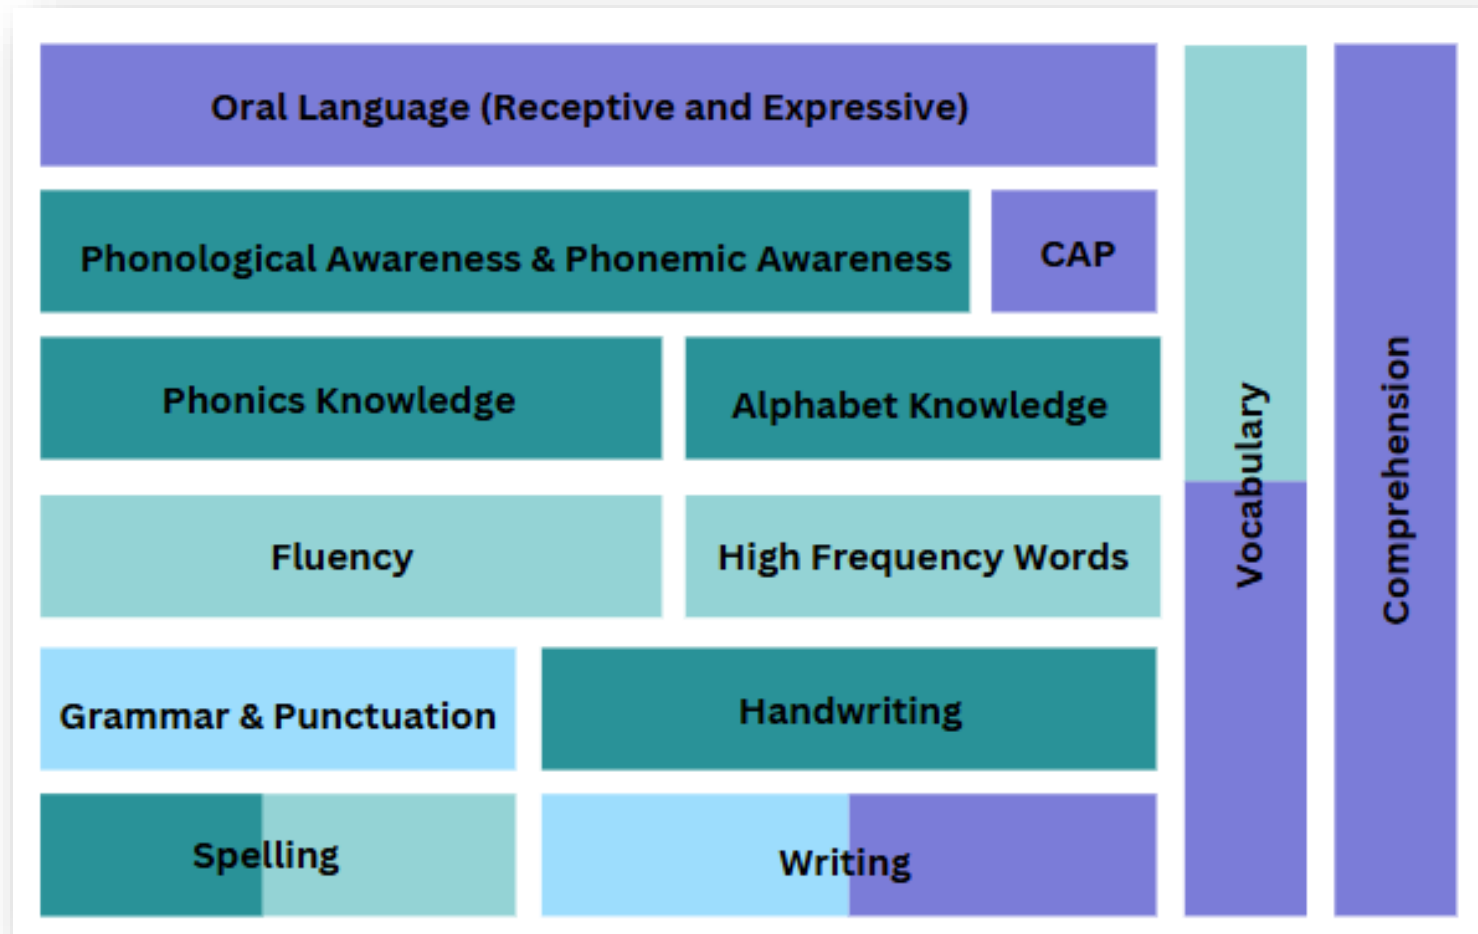 Oral Language (Receptive and Expressive)
Phonological Awareness & Phonemic Awareness
CAP
Phonics Knowledge
Alphabet Knowledge
Fluency
High Frequency Words
Grammar & Punctuation
Handwriting
Spelling
Writing
Vocabulary
Comprehension